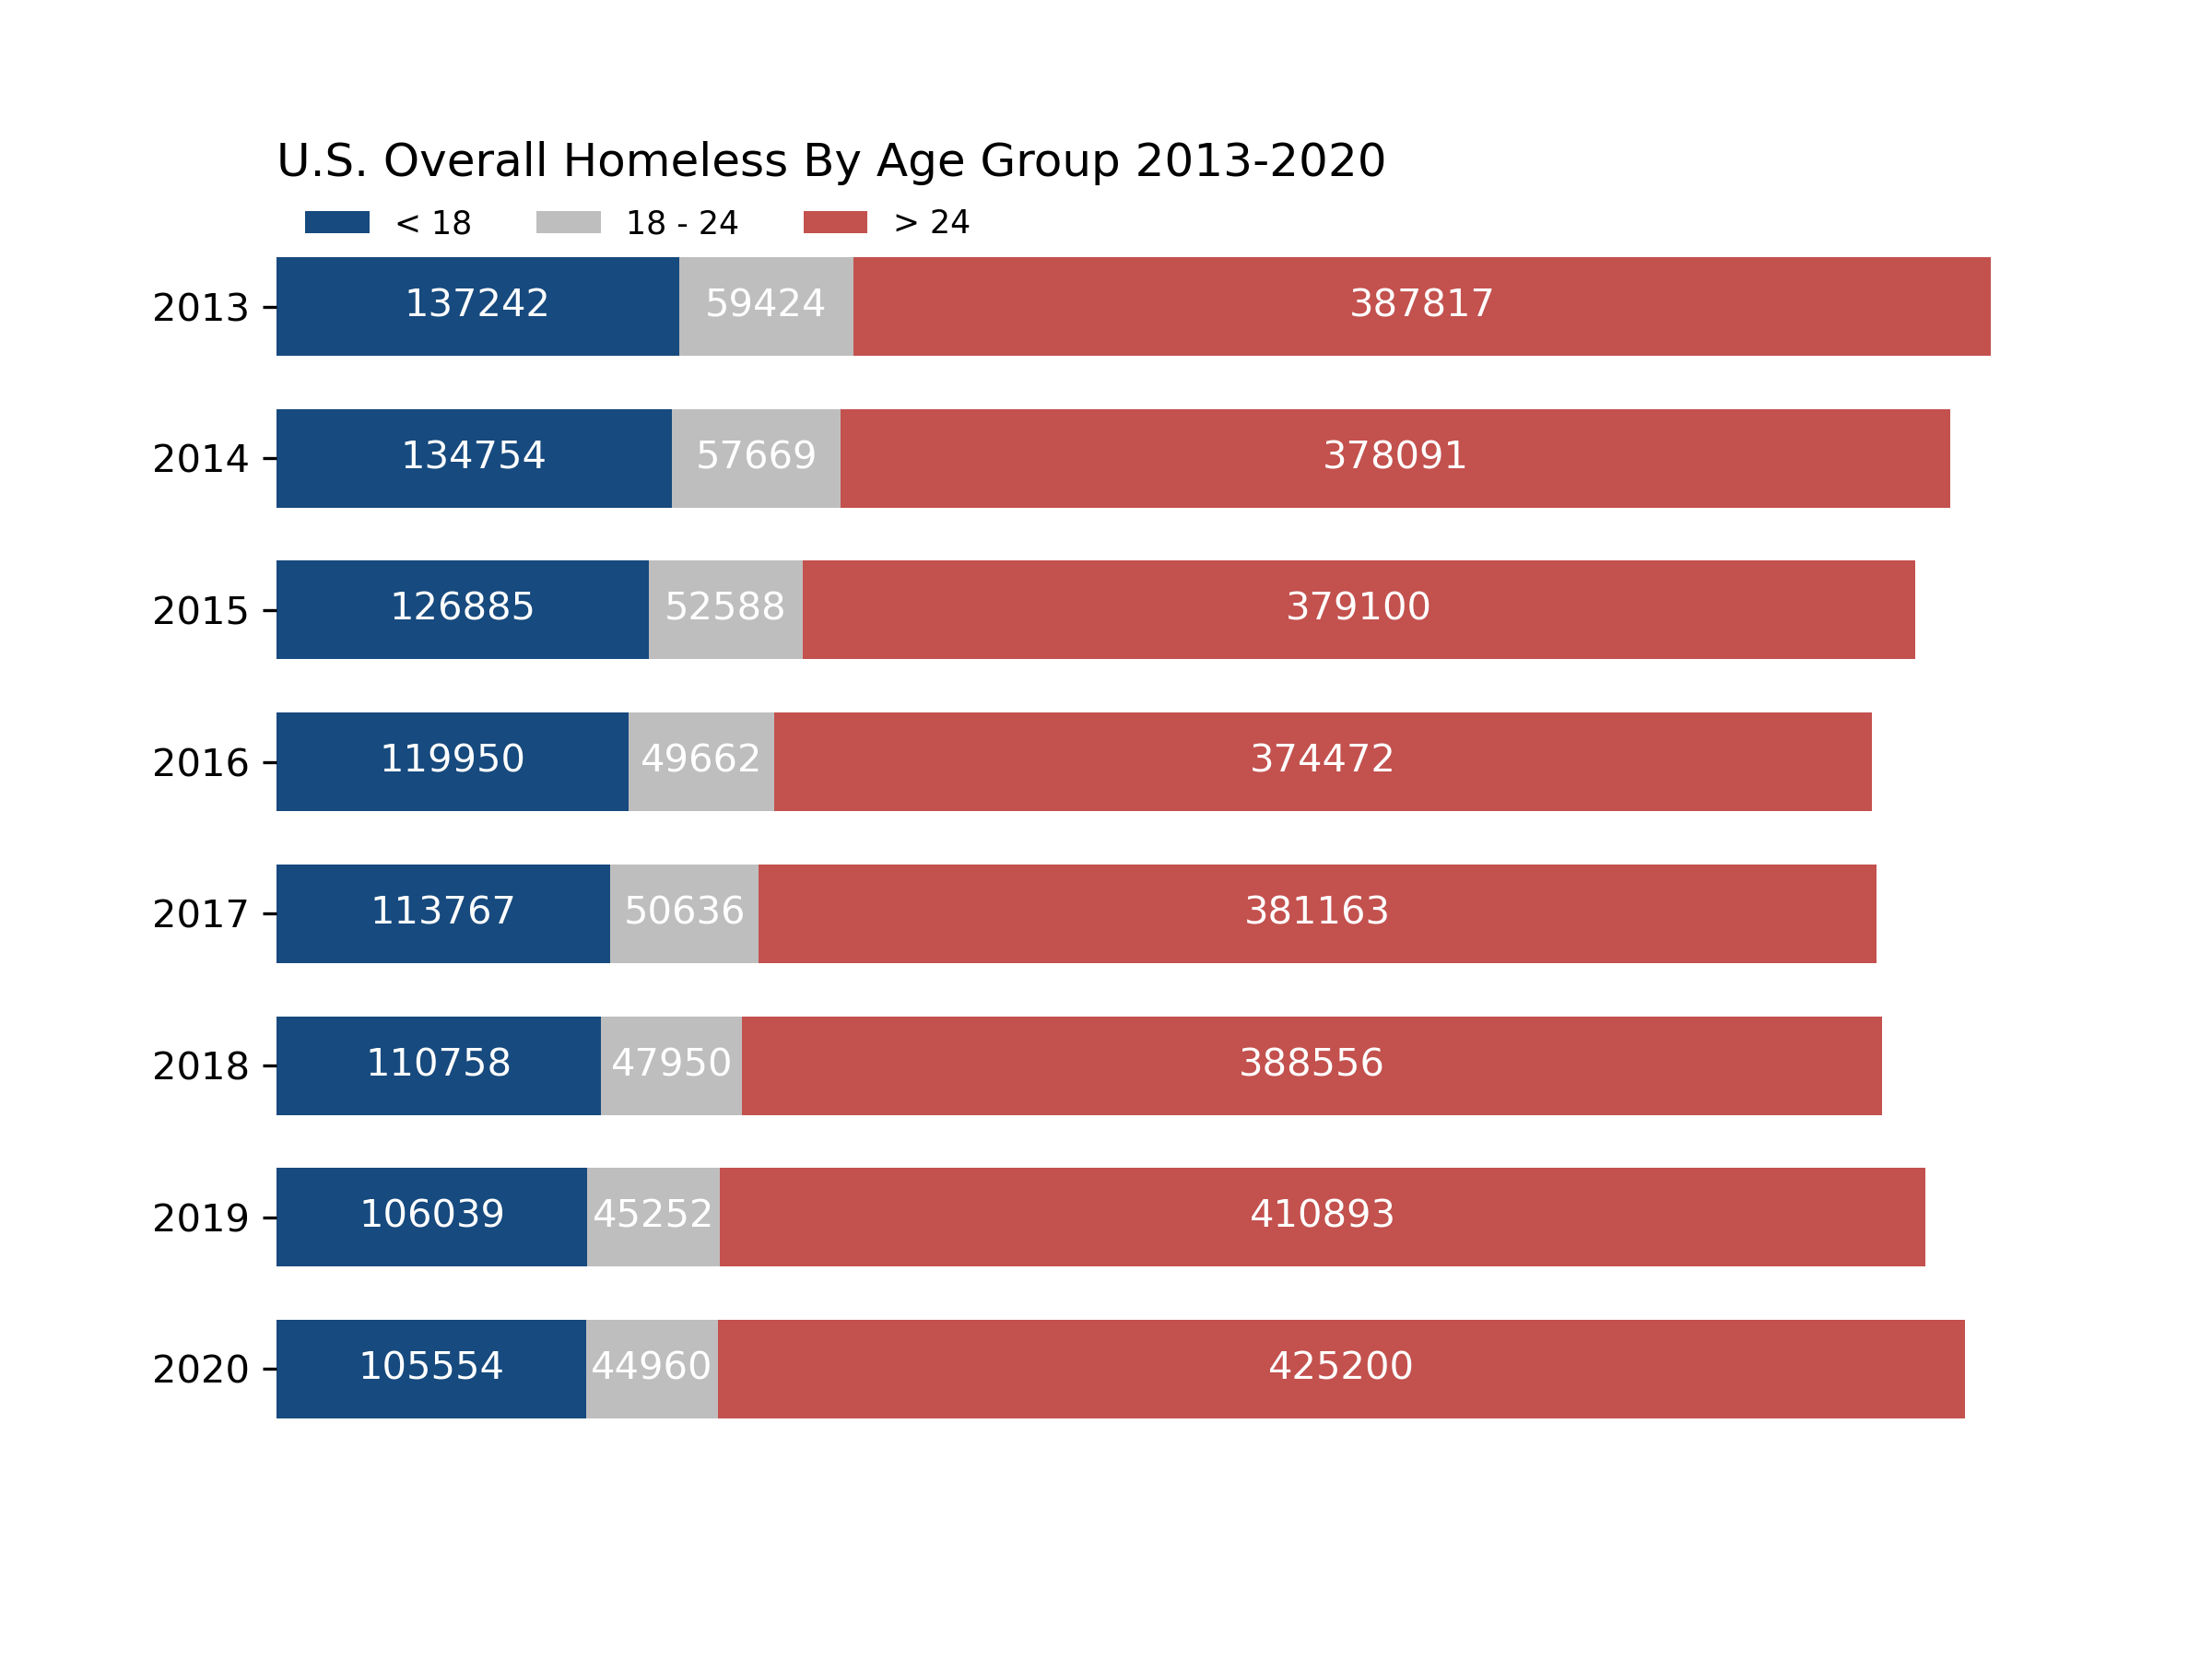 U.S. Overall Homeless By Age Group 2013-2020
< 18 18 - 24 > 24
2013 137242 59424 387817
2014 134754 57669 378091
2015 126885 52588 379100
2016 119950 49662 374472
2017 113767 50636 381163
2018 110758 47950 388556
2019 106039 45252 410893
2020 105554 44960 425200